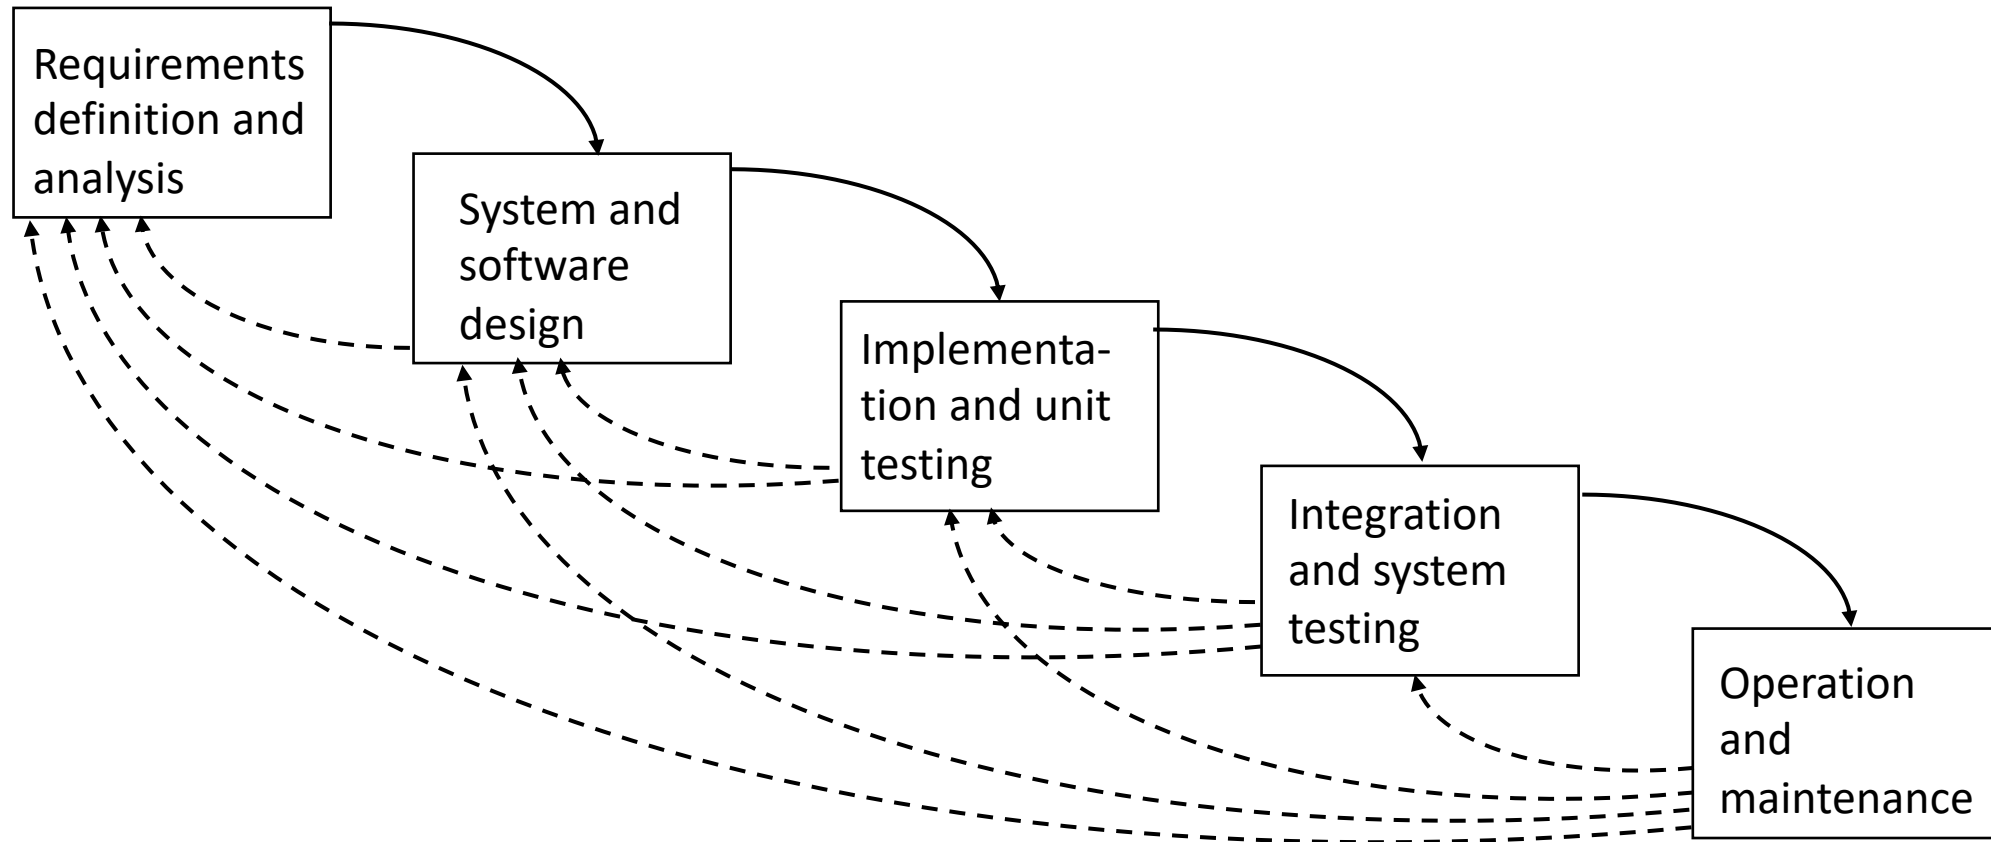 Requirements
definition and
analysis
System and
software
design
Implementa-
tion and unit
testing
Integration
and system
testing
Operation
and
maintenance